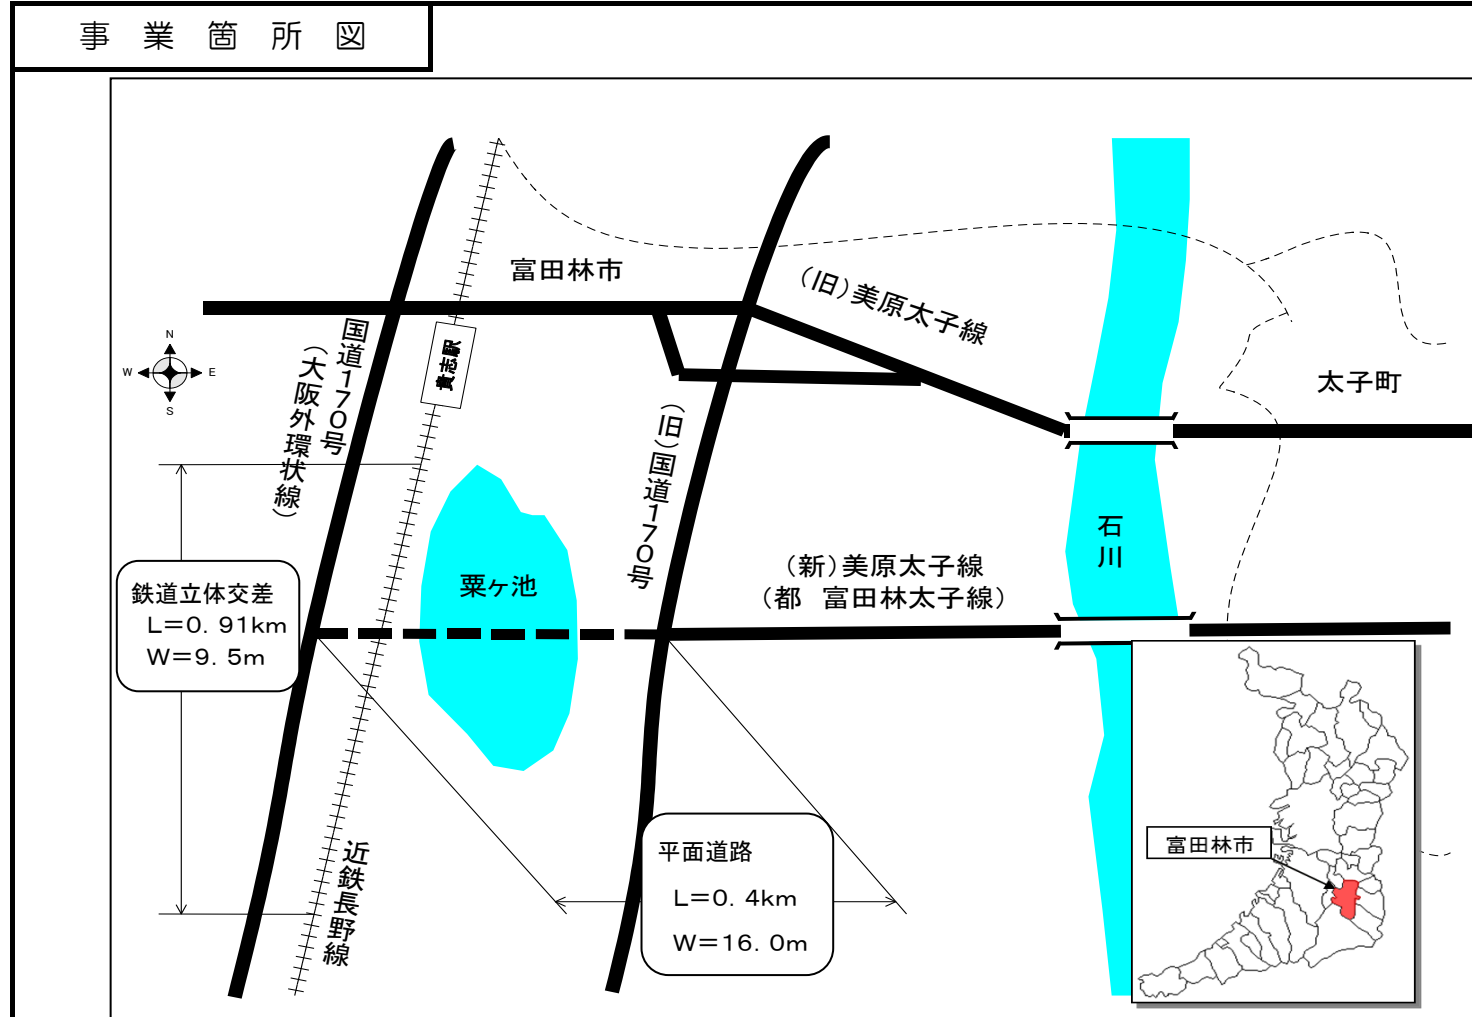 事業箇所図
富田林市
(旧)美原太子線
N
W
E
S
国道170号
(大阪外環状線)
貴志駅
太子町
(旧)国道170号
石川
粟ヶ池
(新)美原太子線
(都 富田林太子線)
鉄道立体交差
L=0.91km
W=9.5m
富田林市
平面道路
L=0.4km
W=16.0m
近鉄長野線